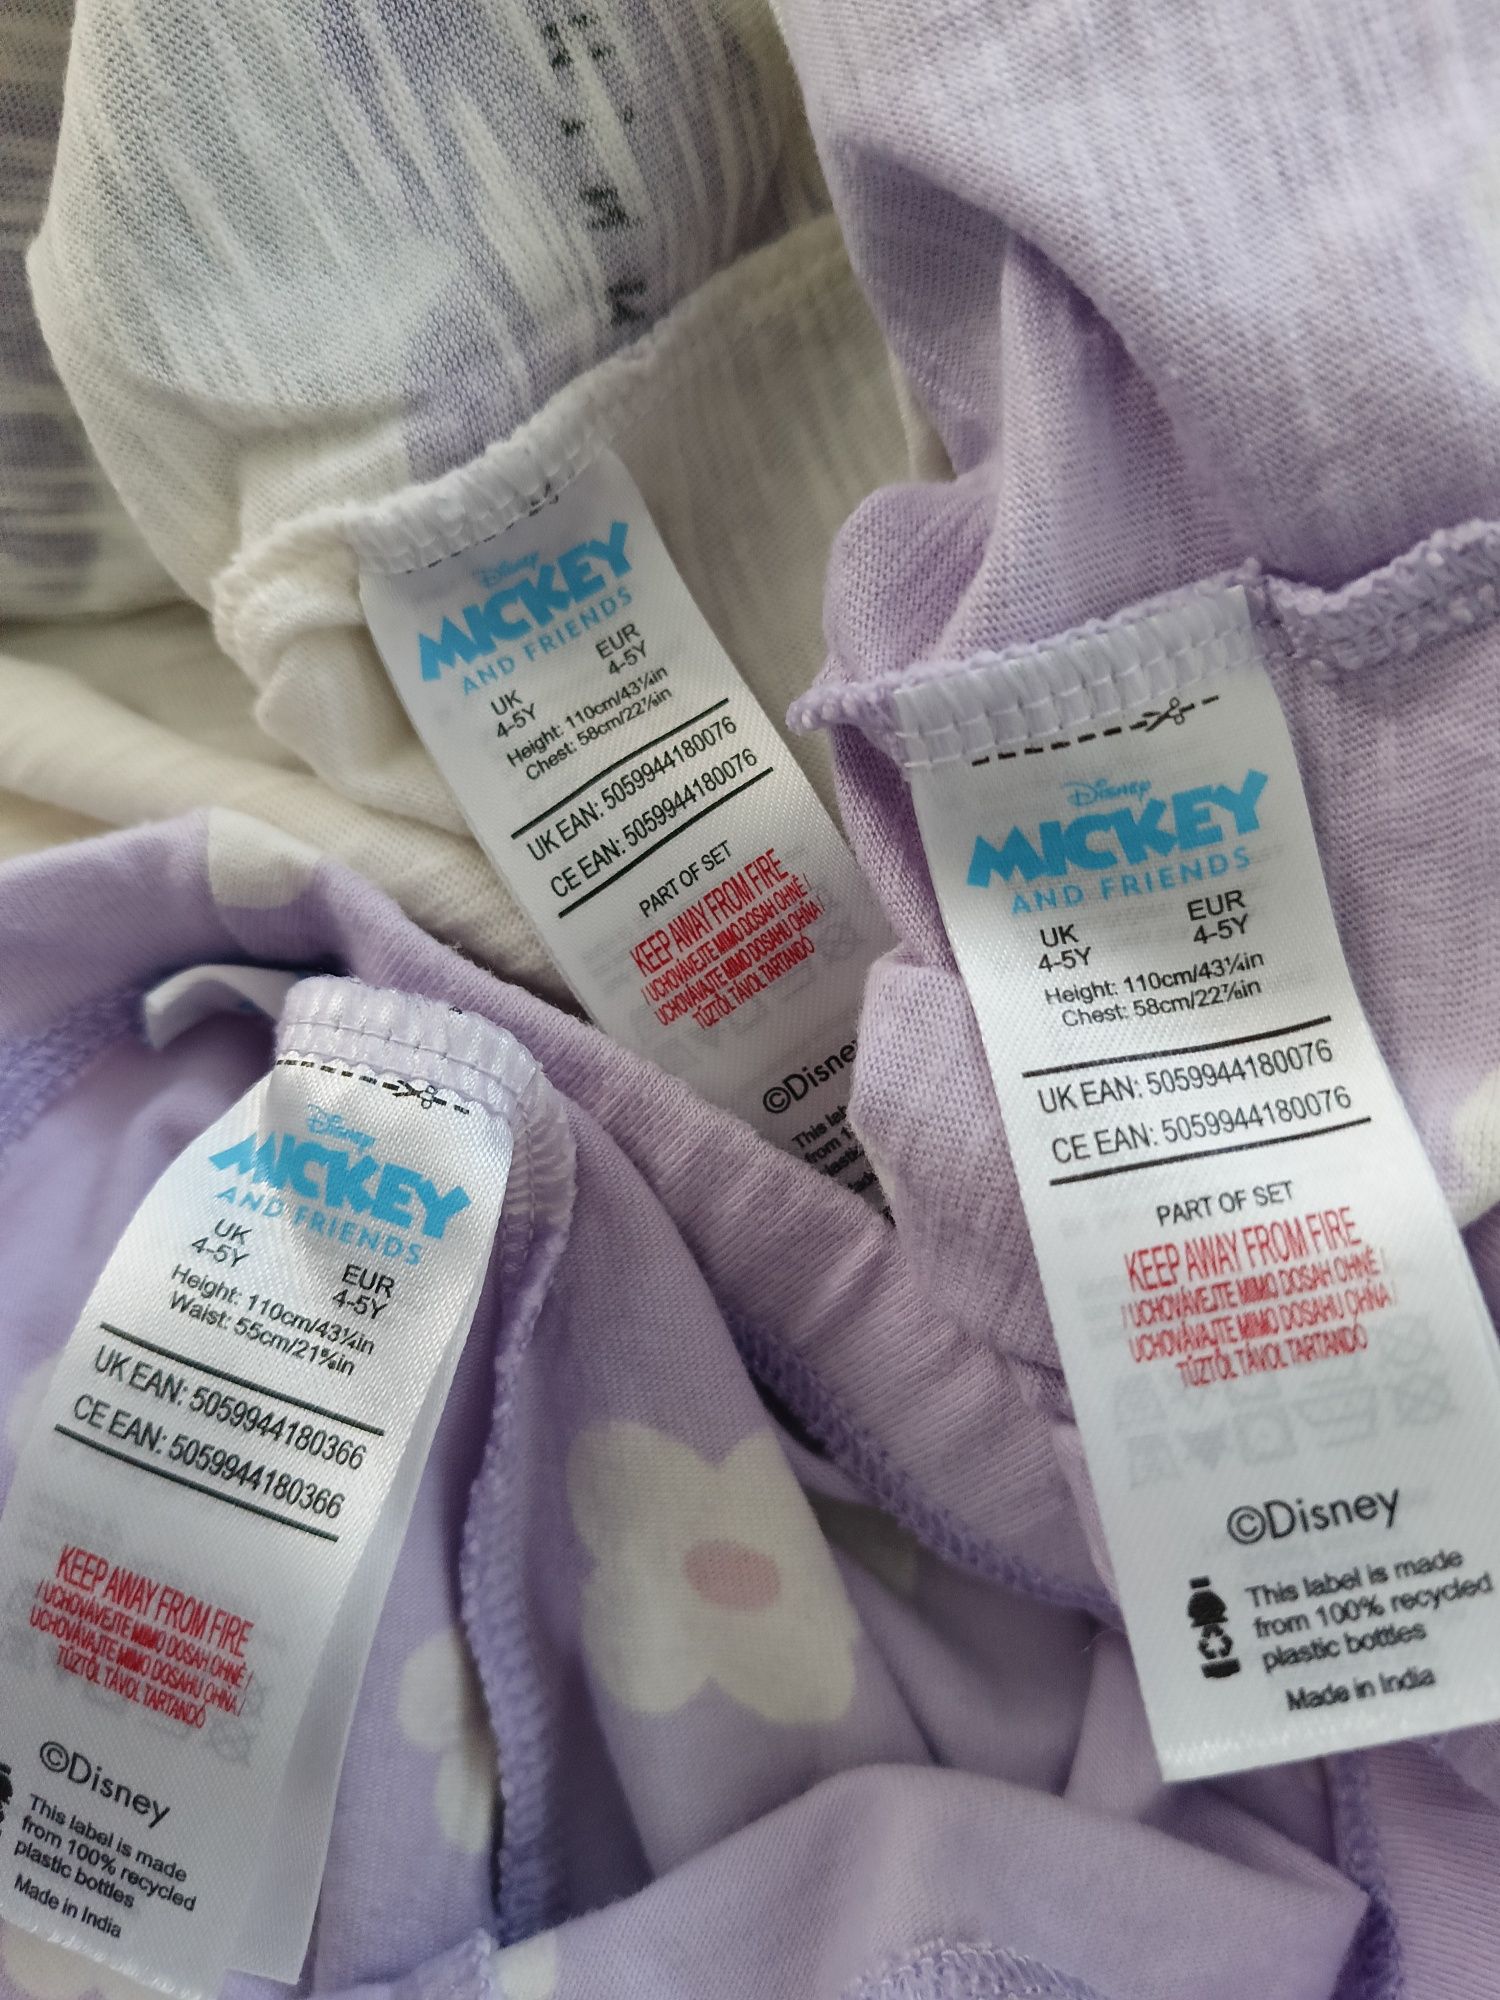 Disney
MICKEY
AND FRIENDS
UK EUR
4-5Y 4-5Y
Height: 110cm/43¼in
Chest: 58cm/22⅞in
UK EAN: 5059944180076
CE EAN: 5059944180076
PART OF SET
KEEP AWAY FROM FIRE
/ UCHOVÁVEJTE MIMO DOSAH OHNĚ /
UCHOVÁVAJTE MIMO DOSAHU OHŇA /
TŰZTŐL TÁVOL TARTANDÓ
©Disney
This
from
Disney
MICKEY
AND FRIENDS
UK EUR
4-5Y 4-5Y
Height: 110cm/43¼in
Chest: 58cm/22⅞in
UK EAN: 5059944180076
CE EAN: 5059944180076
PART OF SET
KEEP AWAY FROM FIRE
/ UCHOVÁVEJTE MIMO DOSAH OHNĚ /
UCHOVÁVAJTE MIMO DOSAHU OHŇA /
TŰZTŐL TÁVOL TARTANDÓ
©Disney
This label is made
from 100% recycled
plastic bottles
Made in India
Disney
MICKEY
AND FRIENDS
UK EUR
4-5Y 4-5Y
Height: 110cm/43¼in
Waist: 55cm/21⅝in
UK EAN: 5059944180366
CE EAN: 5059944180366
KEEP AWAY FROM FIRE
/ UCHOVÁVEJTE MIMO DOSAH OHNĚ /
UCHOVÁVAJTE MIMO DOSAHU OHŇA /
TŰZTŐL TÁVOL TARTANDÓ
©Disney
This label is made
from 100% recycled
plastic bottles
Made in India